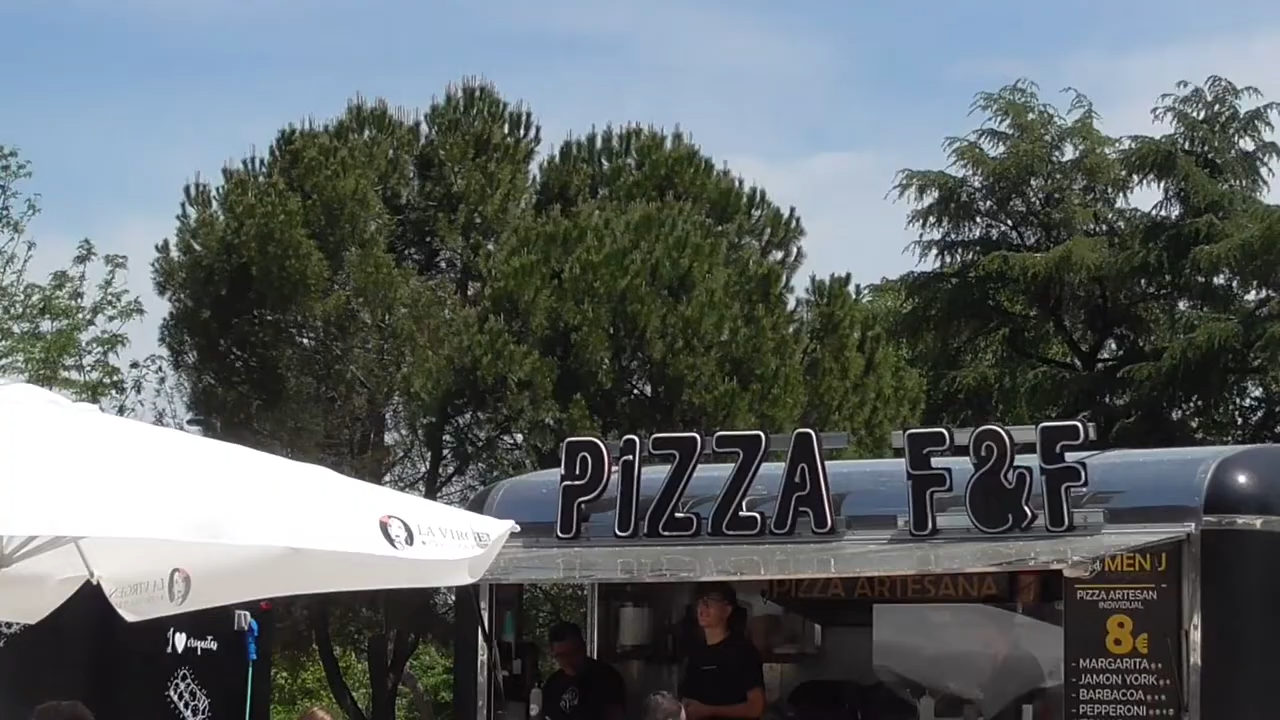 PiZZA F&F
LA VIRGEN
LA VIRGEN
I ♥ croquetas
PIZZA ARTESANA
MENU
PIZZA ARTESAN
INDIVIDUAL
8€
- MARGARITA
- JAMON YORK
- BARBACOA
- PEPPERONI